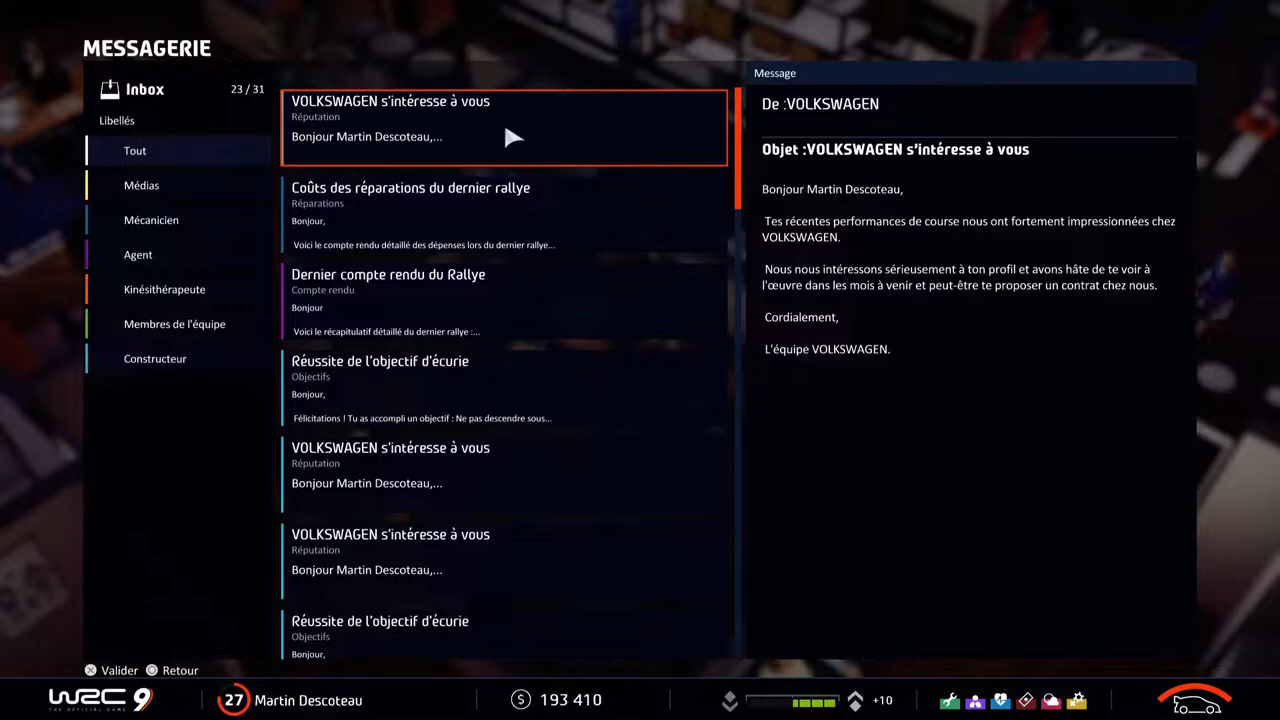 MESSAGERIE
Inbox 23 / 31
Libellés
Tout
Médias
Mécanicien
Agent
Kinésithérapeute
Membres de l'équipe
Constructeur
VOLKSWAGEN s'intéresse à vous
Réputation
Bonjour Martin Descoteau,...
Coûts des réparations du dernier rallye
Réparations
Bonjour,
Voici le compte rendu détaillé des dépenses lors du dernier rallye...
Dernier compte rendu du Rallye
Compte rendu
Bonjour
Voici le récapitulatif détaillé du dernier rallye :...
Réussite de l'objectif d'écurie
Objectifs
Bonjour,
Félicitations ! Tu as accompli un objectif : Ne pas descendre sous...
VOLKSWAGEN s'intéresse à vous
Réputation
Bonjour Martin Descoteau,...
VOLKSWAGEN s'intéresse à vous
Réputation
Bonjour Martin Descoteau,...
Réussite de l'objectif d'écurie
Objectifs
Bonjour,
Message
De :VOLKSWAGEN
Objet :VOLKSWAGEN s'intéresse à vous
Bonjour Martin Descoteau,
Tes récentes performances de course nous ont fortement impressionnées chez
VOLKSWAGEN.
Nous nous intéressons sérieusement à ton profil et avons hâte de te voir à
l'œuvre dans les mois à venir et peut-être te proposer un contrat chez nous.
Cordialement,
L'équipe VOLKSWAGEN.
Valider Retour
WRC 9
THE OFFICIAL GAME
27 Martin Descoteau
193 410
+10